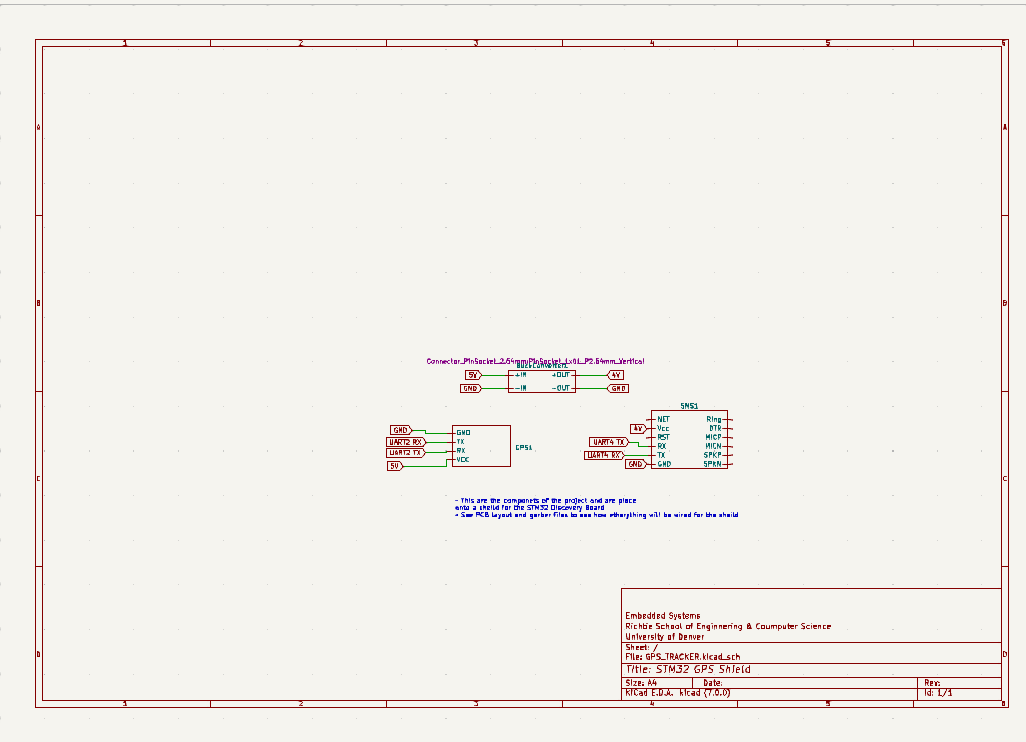 1 2 3 4 5 6
A A
B B
Connector_PinSocket_2.54mm:PinSocket_1x01_P2.54mm_Vertical
BuckConverter1
5V +IN +OUT 4V
GND -IN -OUT GND
SMS1
NET Ring
4V Vcc DTR
RST MICP
UART4 TX RX MICN
UART4 RX TX SPKP
GND GND SPKN
GND GND
UART2 RX TX
GPS1
UART2 TX RX
5V VCC
C C
- This are the componets of the project and are place
onto a sheild for the STM32 Discovery Board
- See PCB layout and gerber files to see how etherything will be wired for the sheild
Embedded Systems
Richie School of Enginnering & Coumputer Science
University of Denver
Sheet: /
File: GPS_TRACKER.kicad_sch
D D
Title: STM32 GPS Shield
Size: A4 Date: Rev:
KiCad E.D.A. kicad (7.0.0) Id: 1/1
1 2 3 4 5 6